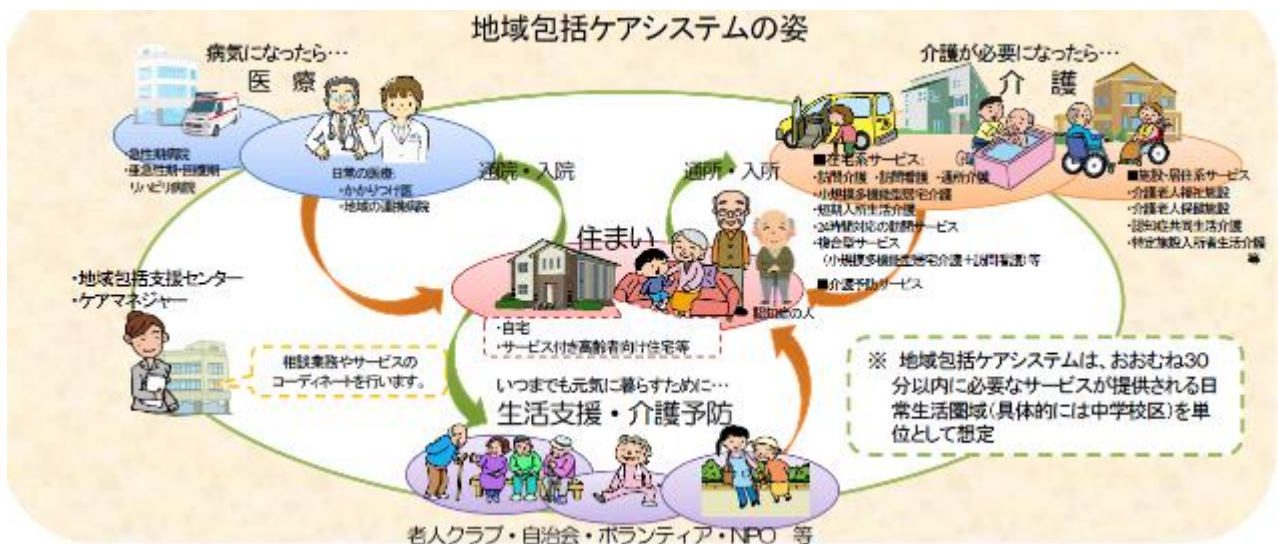 地域包括ケアシステムの姿
病気になったら…
医 療
・急性期病院
・亜急性期・回復期
リハビリ病院
日常の医療:
・かかりつけ医
・地域の連携病院
通院・入院
通所・入所
介護が必要になったら…
介 護
■在宅系サービス:
・訪問介護 ・訪問看護 ・通所介護
・小規模多機能型居宅介護
・短期入所生活介護
・24時間対応の訪問サービス
・複合型サービス
(小規模多機能型居宅介護+訪問看護)等
■介護予防サービス
■施設・居住系サービス
・介護老人福祉施設
・介護老人保健施設
・認知症共同生活介護
・特定施設入所者生活介護
等
住まい
認知症の人
・自宅
・サービス付き高齢者向け住宅等
・地域包括支援センター
・ケアマネジャー
相談業務やサービスの
コーディネートを行います。
いつまでも元気に暮らすために…
生活支援・介護予防
老人クラブ・自治会・ボランティア・NPO 等
※ 地域包括ケアシステムは、おおむね30
分以内に必要なサービスが提供される日
常生活圏域(具体的には中学校区)を単
位として想定